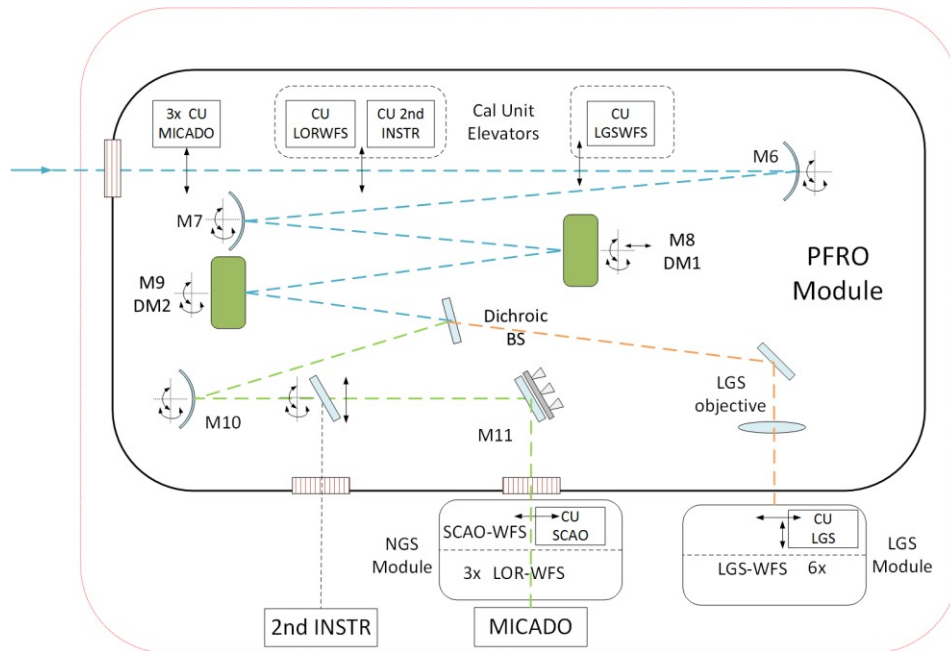 3x CU
MICADO
CU
LORWFS
CU 2nd
INSTR
Cal Unit
Elevators
CU
LGSWFS
M6
M7
M8
DM1
PFRO
Module
M9
DM2
Dichroic
BS
LGS
objective
M10
M11
NGS
Module
SCAO-WFS
CU
SCAO
3x LOR-WFS
CU
LGS
LGS-WFS 6x
LGS
Module
2nd INSTR
MICADO